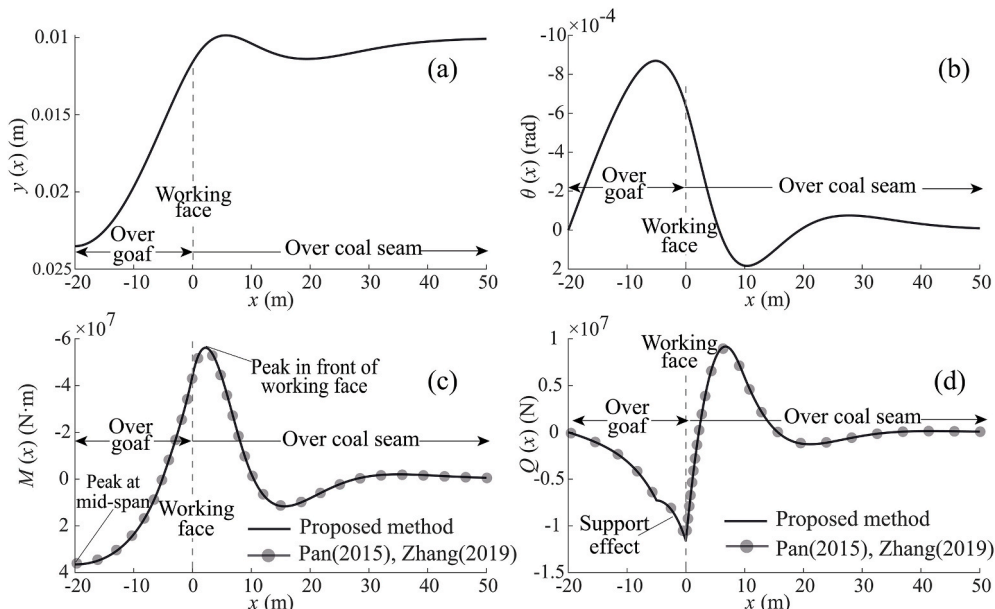 0.01
0.015
0.02
0.025
y (x) (m)
(a)
Working
face
Over
goaf
Over coal seam
-20 -10 0 10 20 30 40 50
x (m)
-10 ×10⁻⁴
-8
-6
-4
-2
0
2
θ (x) (rad)
(b)
Over
goaf
Over coal seam
Working
face
-20 -10 0 10 20 30 40 50
x (m)
×10⁷
-6
-4
-2
0
2
4
M (x) (N·m)
Peak in front of
working face
(c)
Over
goaf
Over coal seam
Peak at
mid-span
Working
face
Proposed method
Pan(2015), Zhang(2019)
-20 -10 0 10 20 30 40 50
x (m)
×10⁷
1
0.5
0
-0.5
-1
-1.5
Q (x) (N)
Working
face
(d)
Over
goaf
Over coal seam
Support
effect
Proposed method
Pan(2015), Zhang(2019)
-20 -10 0 10 20 30 40 50
x (m)